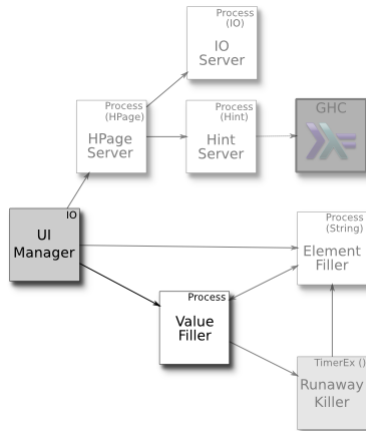 Process
(IO)
IO
Server
Process
(HPage)
HPage
Server
Process
(Hint)
Hint
Server
GHC
IO
UI
Manager
Process
(String)
Element
Filler
Process
Value
Filler
TimerEx ()
Runaway
Killer